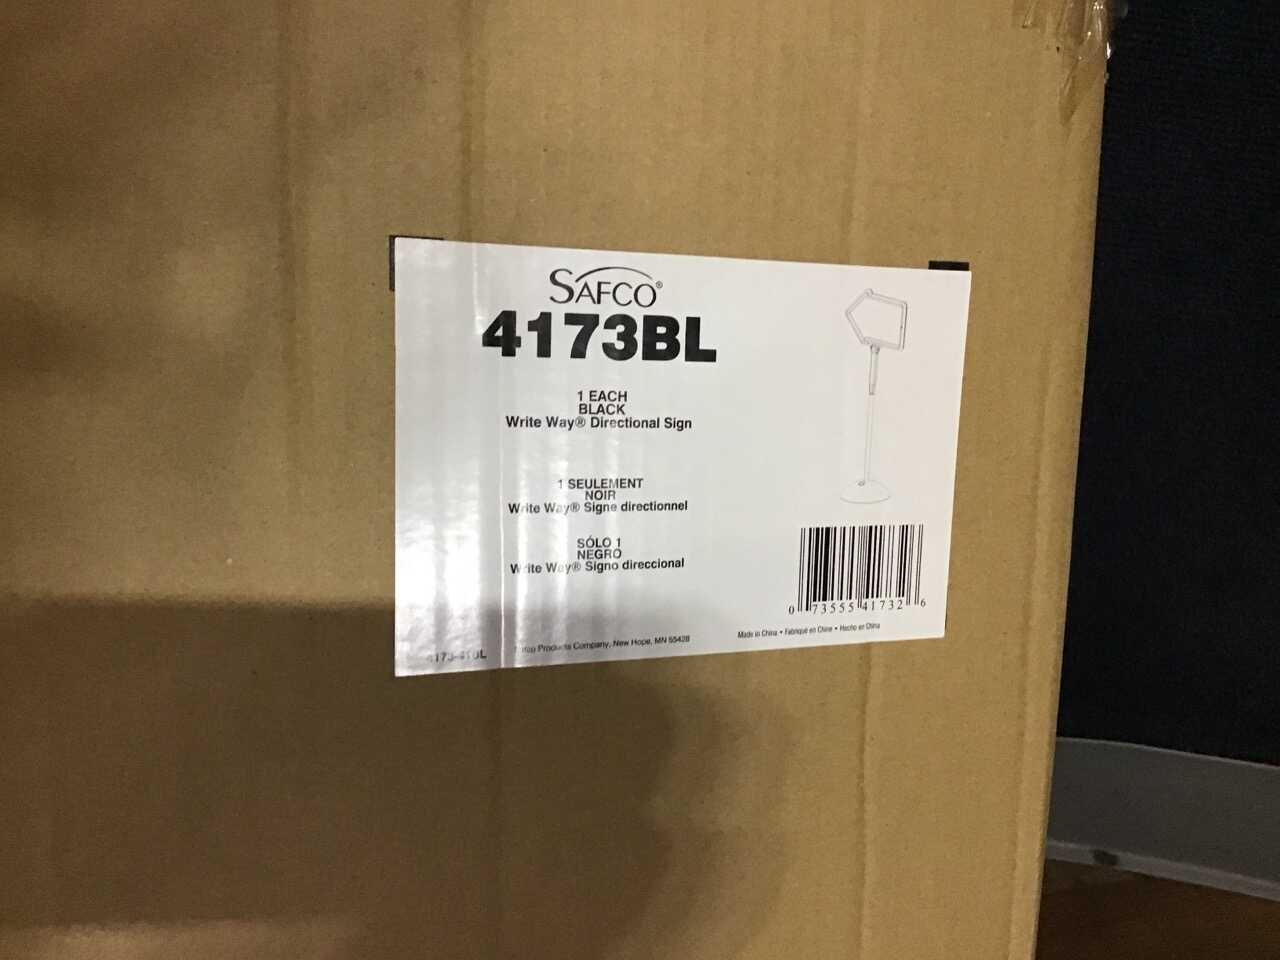 SAFCO®
4173BL
1 EACH
BLACK
Write Way® Directional Sign
1 SEULEMENT
NOIR
Write Way® Signe directionnel
SÓLO 1
NEGRO
Write Way® Signo direccional
0 73555 41732 6
Made in China • Fabriqué en Chine • Hecho en China
Safco Products Company, New Hope, MN 55428